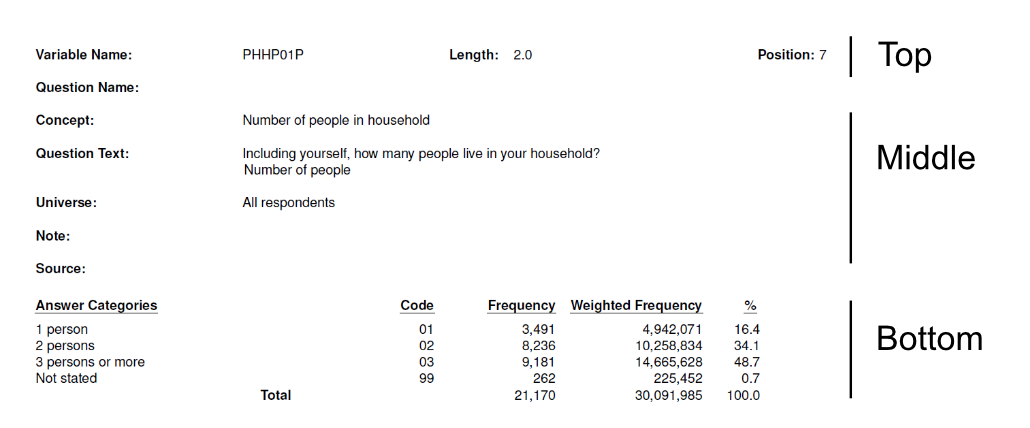 Variable Name: PHHP01P Length: 2.0 Position: 7 Top
Question Name:
Concept: Number of people in household
Question Text: Including yourself, how many people live in your household? Middle
Number of people
Universe: All respondents
Note:
Source:
Answer Categories Code Frequency Weighted Frequency %
1 person 01 3,491 4,942,071 16.4
2 persons 02 8,236 10,258,834 34.1 Bottom
3 persons or more 03 9,181 14,665,628 48.7
Not stated 99 262 225,452 0.7
Total 21,170 30,091,985 100.0